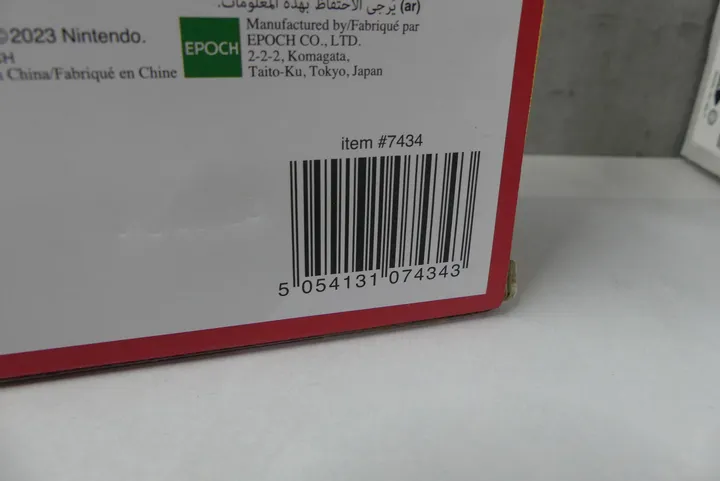 (ar) يُرجى الاحتفاظ بهذه المعلومات.
©2023 Nintendo.
China/Fabriqué en Chine
EPOCH
Manufactured by/Fabriqué par
EPOCH CO., LTD.
2-2-2, Komagata,
Taito-Ku, Tokyo, Japan
item #7434
5 054131 074343